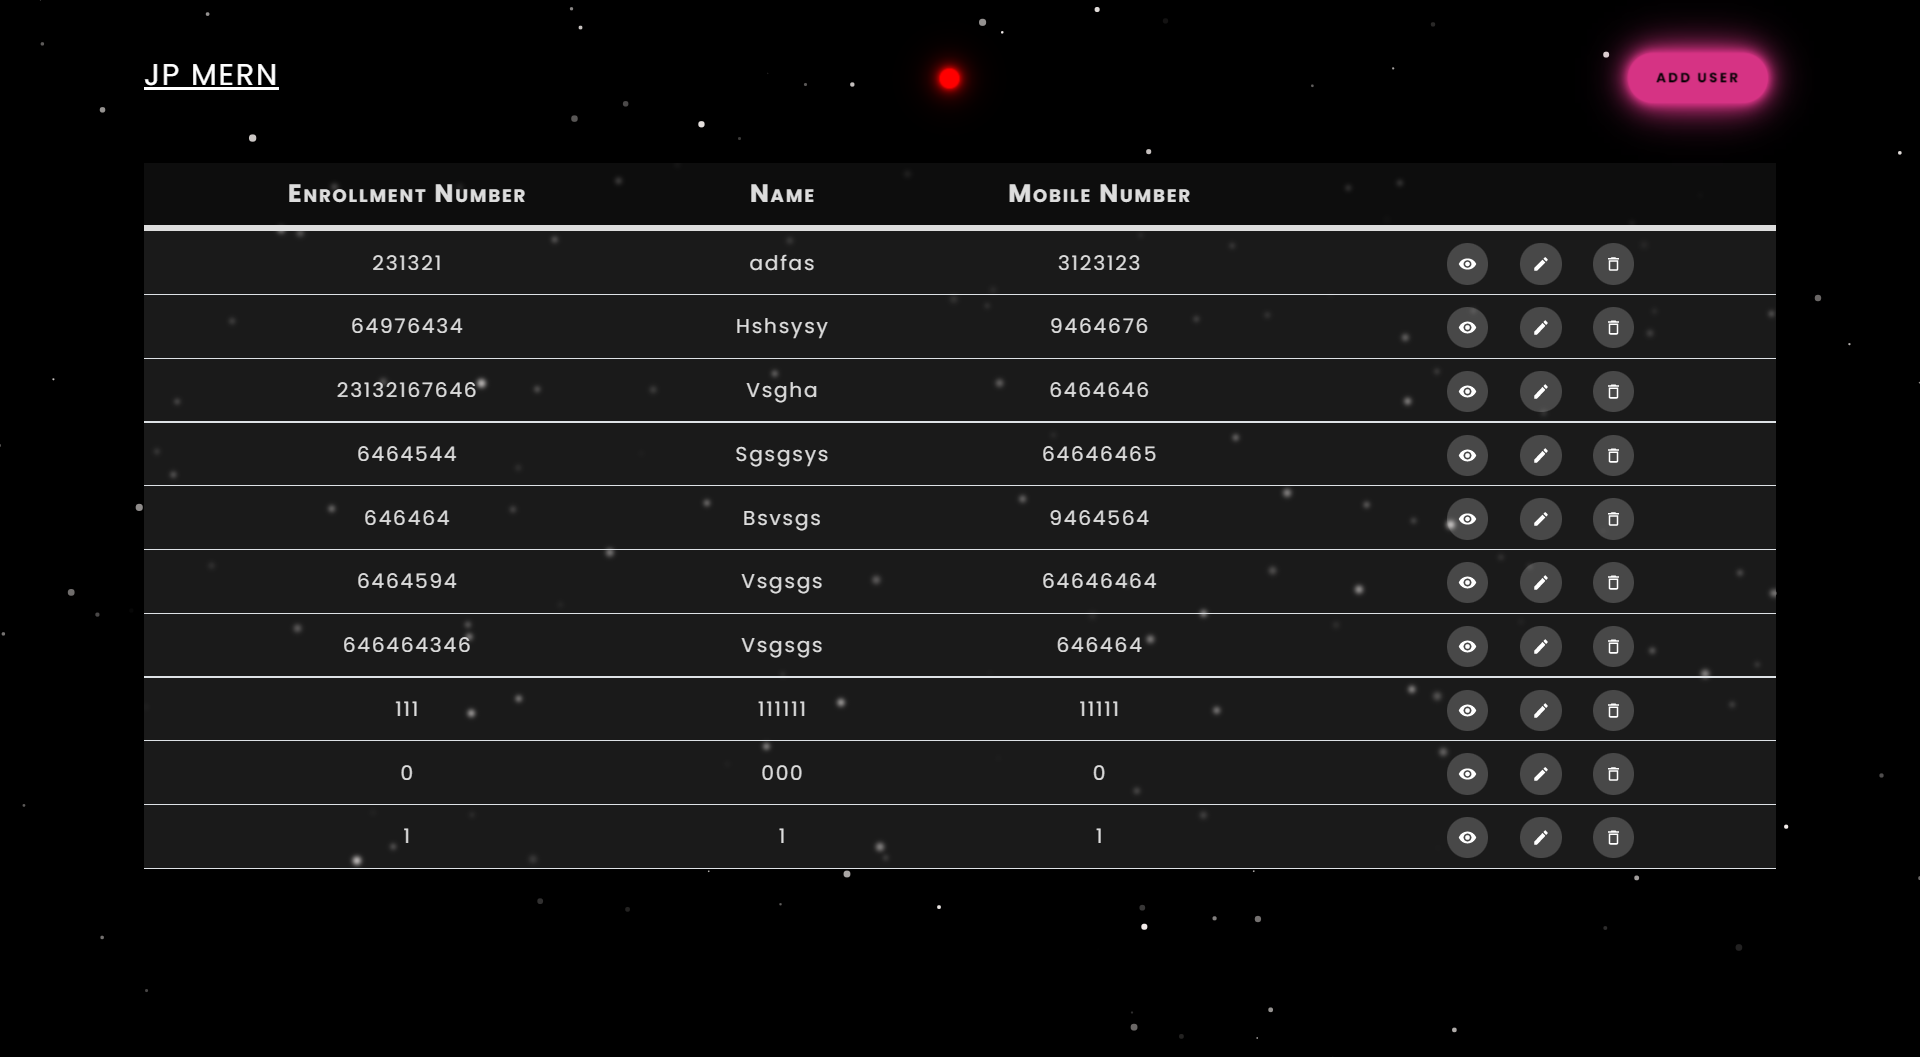 JP MERN
ADD USER
Enrollment Number Name Mobile Number
231321 adfas 3123123
64976434 Hshsysy 9464676
23132167646 Vsgha 6464646
6464544 Sgsgsys 64646465
646464 Bsvsgs 9464564
6464594 Vsgsgs 64646464
646464346 Vsgsgs 646464
111 111111 11111
0 000 0
1 1 1